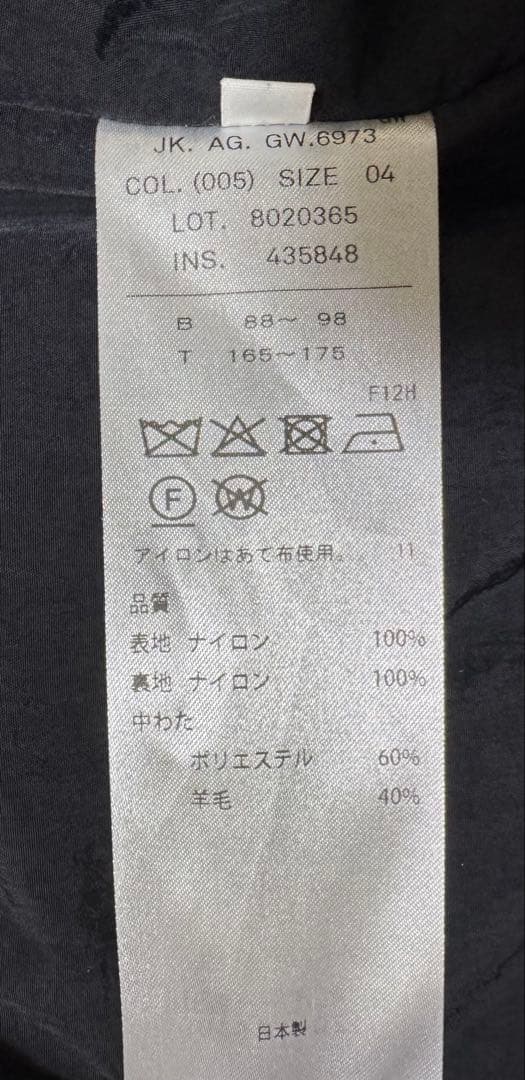 JK. AG. GW.6973
COL.(005) SIZE 04
LOT. 8020365
INS. 435848
B 88～ 98
T 165～175
F12H
F W
アイロンはあて布使用。 11
品質
表地 ナイロン 100%
裏地 ナイロン 100%
中わた
ポリエステル 60%
羊毛 40%
日本製